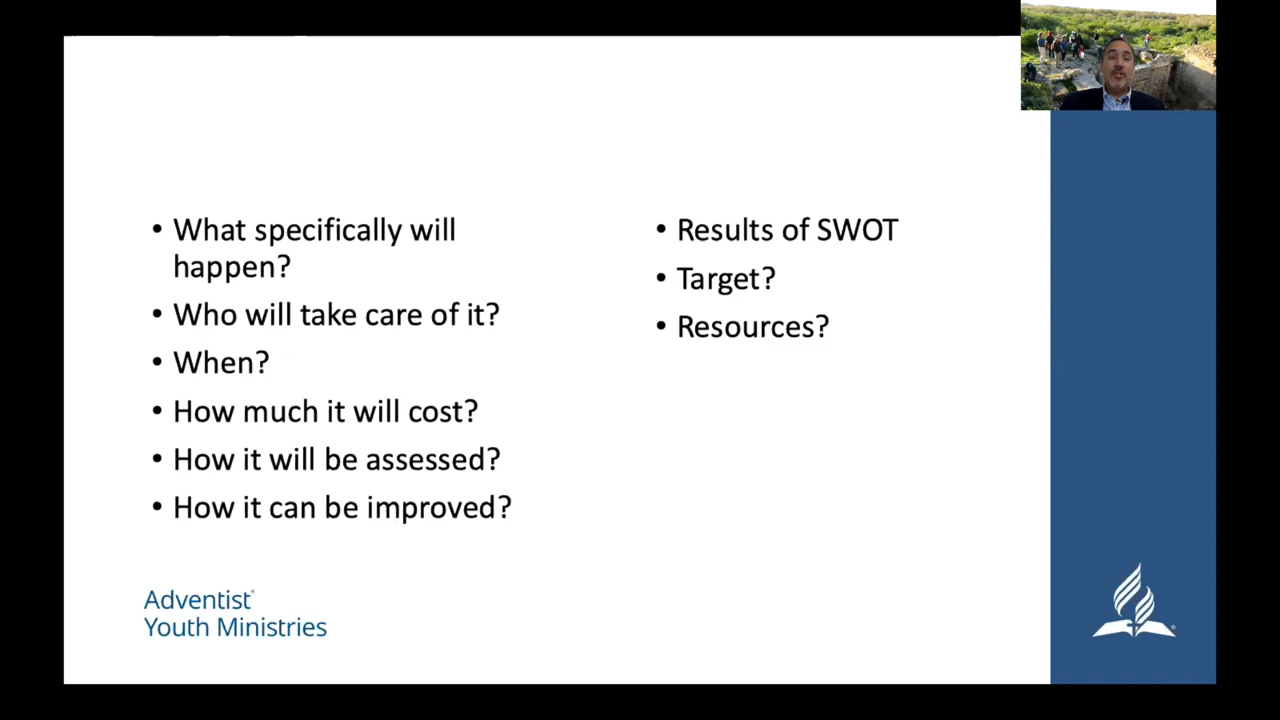 • What specifically will
happen?
• Who will take care of it?
• When?
• How much it will cost?
• How it will be assessed?
• How it can be improved?
• Results of SWOT
• Target?
• Resources?
Adventist®
Youth Ministries